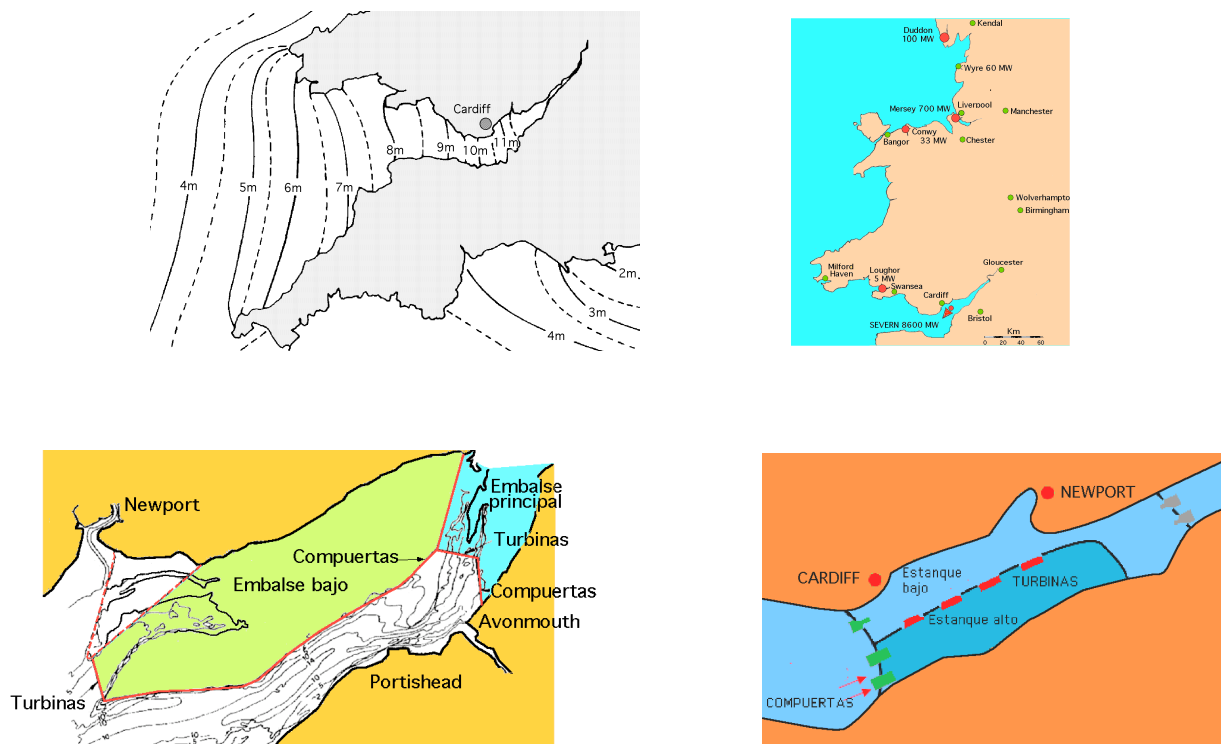 Cardiff
4m
5m
6m
7m
8m
9m
10m
11m
2m
3m
4m
Kendal
Duddon
100 MW
Wyre 60 MW
Mersey 700 MW
Liverpool
Manchester
Conwy
33 MW
Bangor
Chester
Wolverhampto
Birmingham
Milford
Haven
Loughor
5 MW
Swansea
Gloucester
Cardiff
Bristol
SEVERN 8600 MW
Km
0 20 40 60
Newport
Embalse
principal
Turbinas
Compuertas
Embalse bajo
Compuertas
Avonmouth
Portishead
Turbinas
NEWPORT
CARDIFF
Estanque
bajo
TURBINAS
Estanque alto
COMPUERTAS